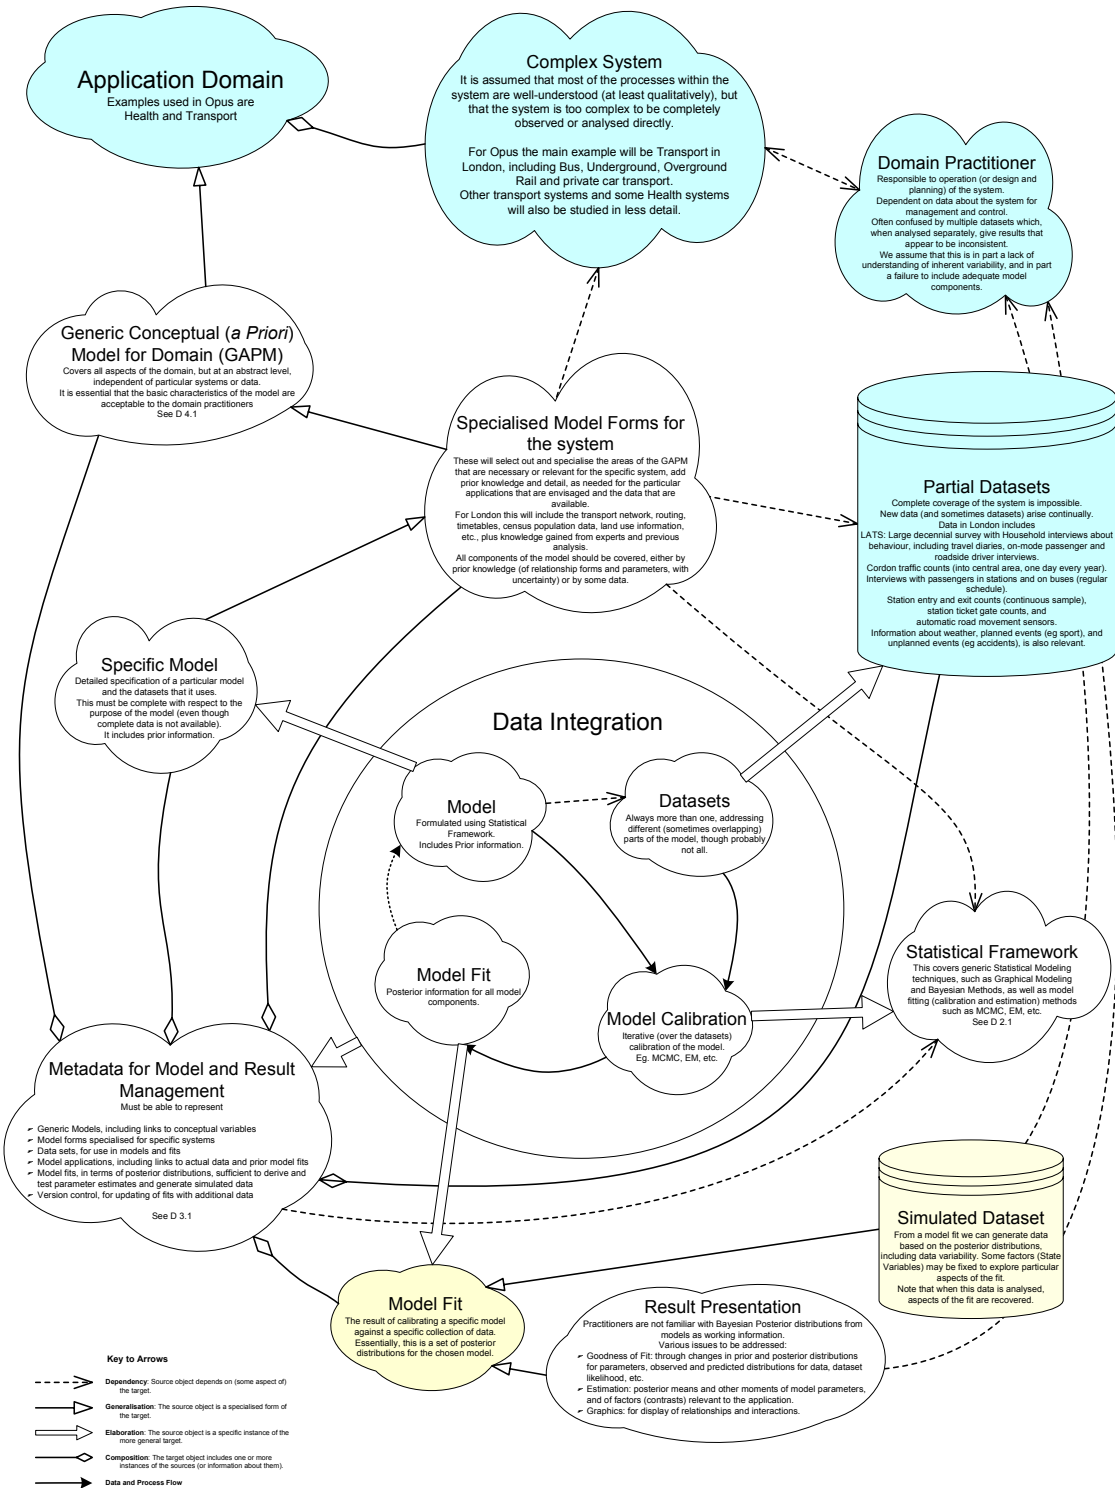 Application Domain
Examples used in Opus are
Health and Transport
Complex System
It is assumed that most of the processes within the
system are well-understood (at least qualitatively), but
that the system is too complex to be completely
observed or analysed directly.
For Opus the main example will be Transport in
London, including Bus, Underground, Overground
Rail and private car transport.
Other transport systems and some Health systems
will also be studied in less detail.
Domain Practitioner
Responsible to operation (or design and
planning) of the system.
Dependent on data about the system for
management and control.
Often confused by multiple datasets which,
when analysed separately, give results that
appear to be inconsistent.
We assume that this is in part a lack of
understanding of inherent variability, and in part
a failure to include adequate model
components.
Generic Conceptual (a Priori)
Model for Domain (GAPM)
Covers all aspects of the domain, but at an abstract level,
independent of particular systems or data.
It is essential that the basic characteristics of the model are
acceptable to the domain practitioners
See D 4.1
Specialised Model Forms for
the system
These will select out and specialise the areas of the GAPM
that are necessary or relevant for the specific system, add
prior knowledge and detail, as needed for the particular
applications that are envisaged and the data that are
available.
For London this will include the transport network, routing,
timetables, census population data, land use information,
etc., plus knowledge gained from experts and previous
analysis.
All components of the model should be covered, either by
prior knowledge (of relationship forms and parameters, with
uncertainty) or by some data.
Partial Datasets
Complete coverage of the system is impossible.
New data (and sometimes datasets) arise continually.
Data in London includes
LATS: Large decennial survey with Household interviews about
behaviour, including travel diaries, on-mode passenger and
roadside driver interviews.
Cordon traffic counts (into central area, one day every year).
Interviews with passengers in stations and on buses (regular
schedule).
Station entry and exit counts (continuous sample),
station ticket gate counts, and
automatic road movement sensors.
Information about weather, planned events (eg sport), and
unplanned events (eg accidents), is also relevant.
Specific Model
Detailed specification of a particular model
and the datasets that it uses.
This must be complete with respect to the
purpose of the model (even though
complete data is not available).
It includes prior information.
Data Integration
Model
Formulated using Statistical
Framework.
Includes Prior information.
Datasets
Always more than one, addressing
different (sometimes overlapping)
parts of the model, though probably
not all.
Model Fit
Posterior information for all model
components.
Model Calibration
Iterative (over the datasets)
calibration of the model.
Eg. MCMC, EM, etc.
Statistical Framework
This covers generic Statistical Modeling
techniques, such as Graphical Modeling
and Bayesian Methods, as well as model
fitting (calibration and estimation) methods
such as MCMC, EM, etc.
See D 2.1
Metadata for Model and Result
Management
Must be able to represent
Generic Models, including links to conceptual variables
Model forms specialised for specific systems
Data sets, for use in models and fits
Model applications, including links to actual data and prior model fits
Model fits, in terms of posterior distributions, sufficient to derive and
test parameter estimates and generate simulated data
Version control, for updating of fits with additional data
See D 3.1
Simulated Dataset
From a model fit we can generate data
based on the posterior distributions,
including data variability. Some factors (State
Variables) may be fixed to explore particular
aspects of the fit.
Note that when this data is analysed,
aspects of the fit are recovered.
Model Fit
The result of calibrating a specific model
against a specific collection of data.
Essentially, this is a set of posterior
distributions for the chosen model.
Result Presentation
Practitioners are not familiar with Bayesian Posterior distributions from
models as working information.
Various issues to be addressed:
Goodness of Fit: through changes in prior and posterior distributions
for parameters, observed and predicted distributions for data, dataset
likelihood, etc.
Estimation: posterior means and other moments of model parameters,
and of factors (contrasts) relevant to the application.
Graphics: for display of relationships and interactions.
Key to Arrows
Dependency: Source object depends on (some aspect of)
the target.
Generalisation: The source object is a specialised form of
the target.
Elaboration: The source object is a specific instance of the
more general target.
Composition: The target object includes one or more
instances of the sources (or information about them).
Data and Process Flow